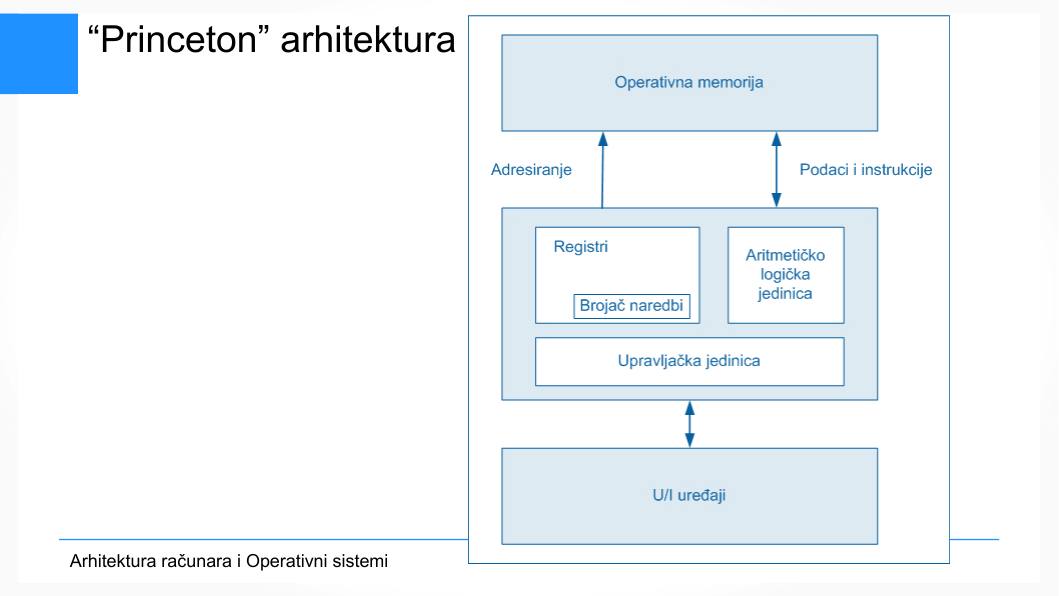 “Princeton” arhitektura
Operativna memorija
Adresiranje
Podaci i instrukcije
Registri
Brojač naredbi
Aritmetičko
logička
jedinica
Upravljačka jedinica
U/I uređaji
Arhitektura računara i Operativni sistemi